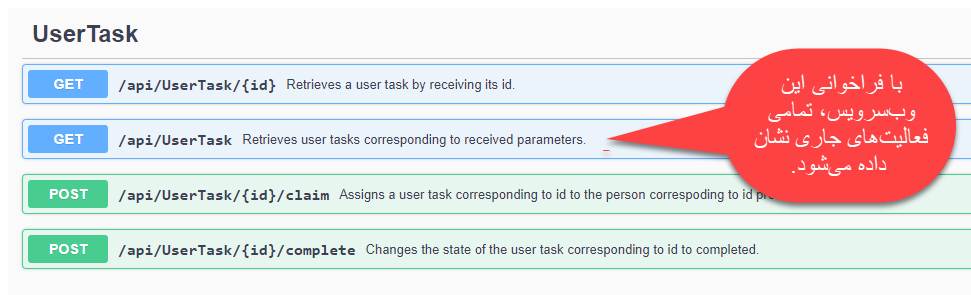 UserTask
GET /api/UserTask/{id} Retrieves a user task by receiving its id.
GET /api/UserTask Retrieves user tasks corresponding to received parameters.
POST /api/UserTask/{id}/claim Assigns a user task corresponding to id to the person correspoding to id
POST /api/UserTask/{id}/complete Changes the state of the user task corresponding to id to completed.
با فراخوانی این
وب‌سرویس، تمامی
فعالیت‌های جاری نشان
داده می‌شود.